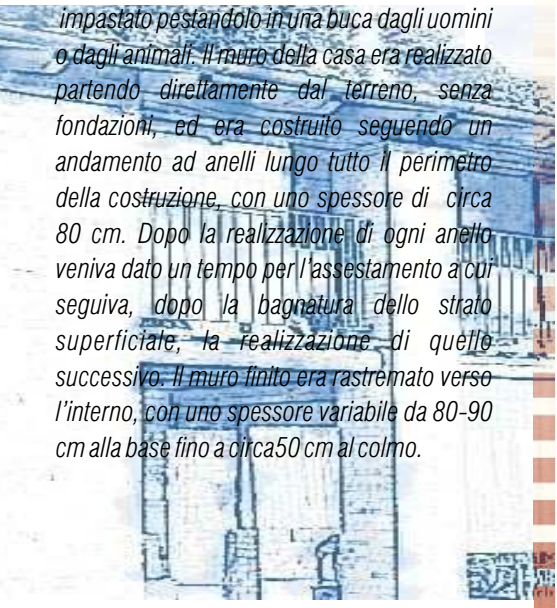 impastato pestandolo in una buca dagli uomini
o dagli animali. Il muro della casa era realizzato
partendo direttamente dal terreno, senza
fondazioni, ed era costruito seguendo un
andamento ad anelli lungo tutto il perimetro
della costruzione, con uno spessore di circa
80 cm. Dopo la realizzazione di ogni anello
veniva dato un tempo per l'assestamento a cui
seguiva, dopo la bagnatura dello strato
superficiale, la realizzazione di quello
successivo. Il muro finito era rastremato verso
l'interno, con uno spessore variabile da 80-90
cm alla base fino a circa50 cm al colmo.